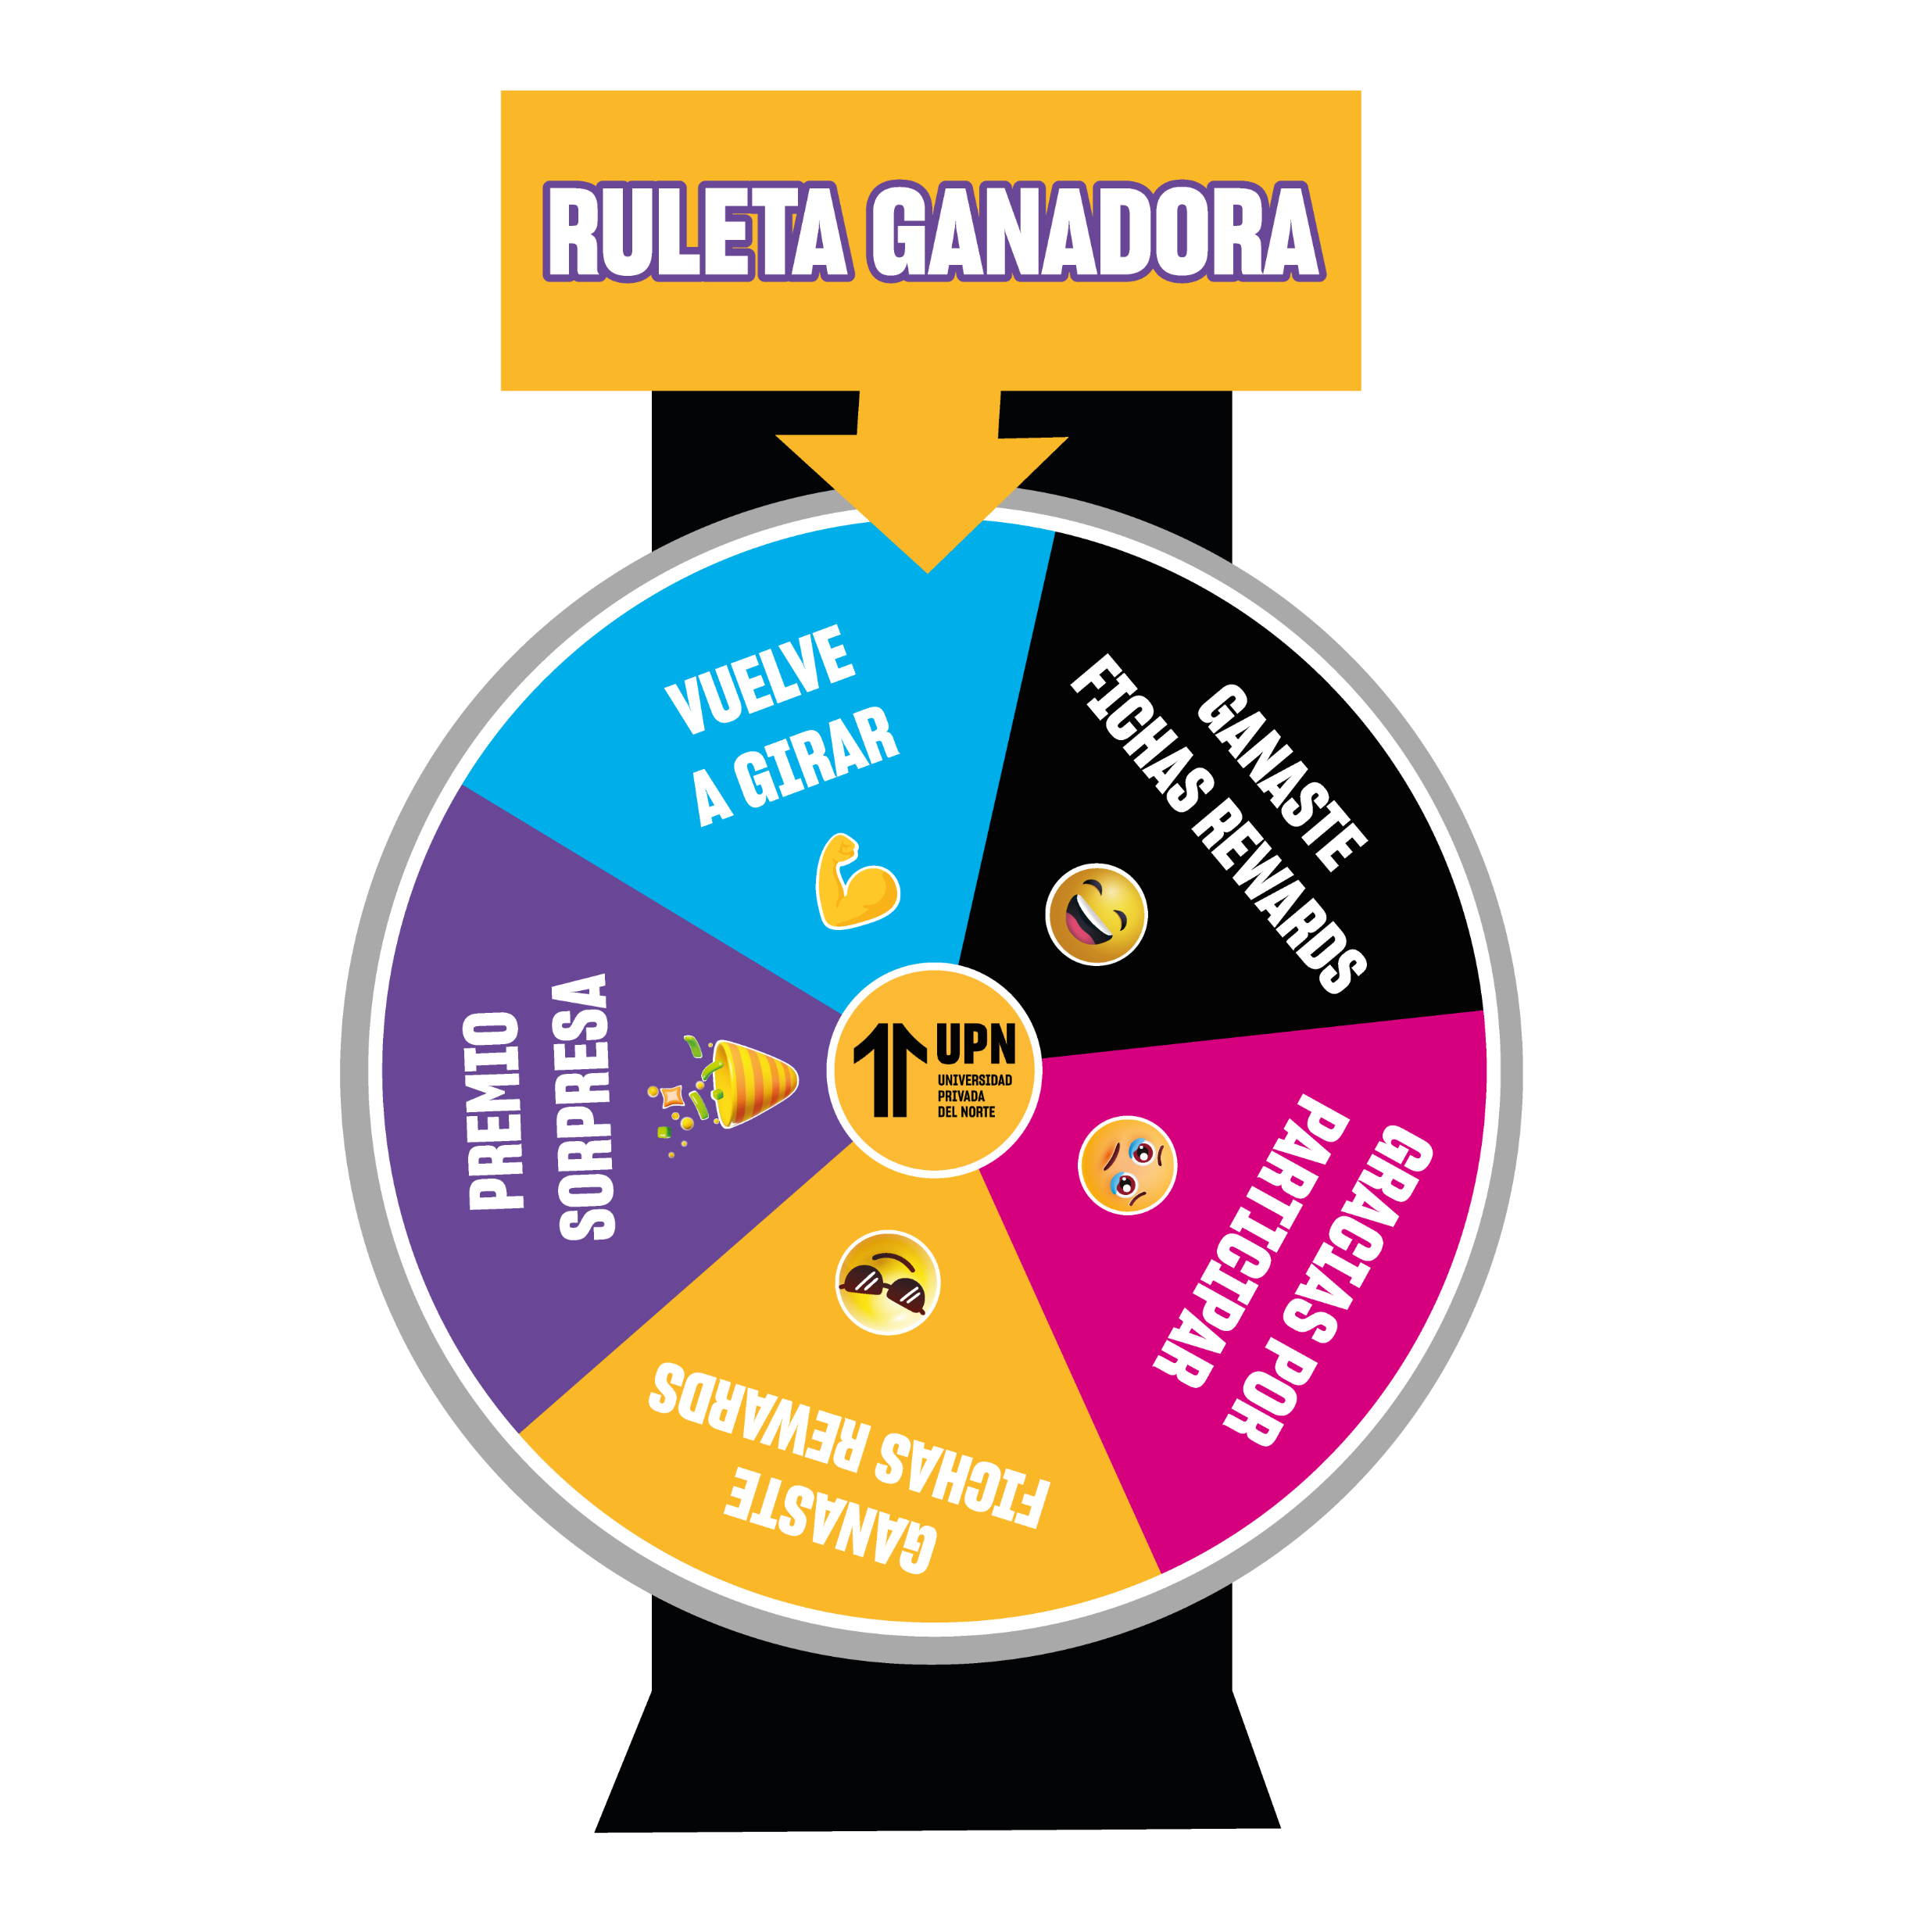 RULETA GANADORA
VUELVE
A GIRAR
GANASTE
FICHAS REWARDS
GRACIAS POR
PARTICIPAR
GANASTE
FICHAS REWARDS
PREMIO
SORPRESA
UPN
UNIVERSIDAD
PRIVADA
DEL NORTE